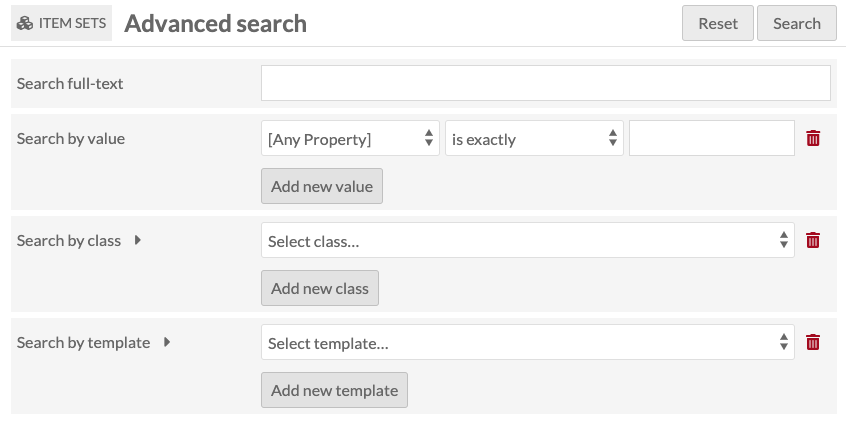 ITEM SETS Advanced search Reset Search
Search full-text
Search by value [Any Property] is exactly
Add new value
Search by class Select class...
Add new class
Search by template Select template...
Add new template